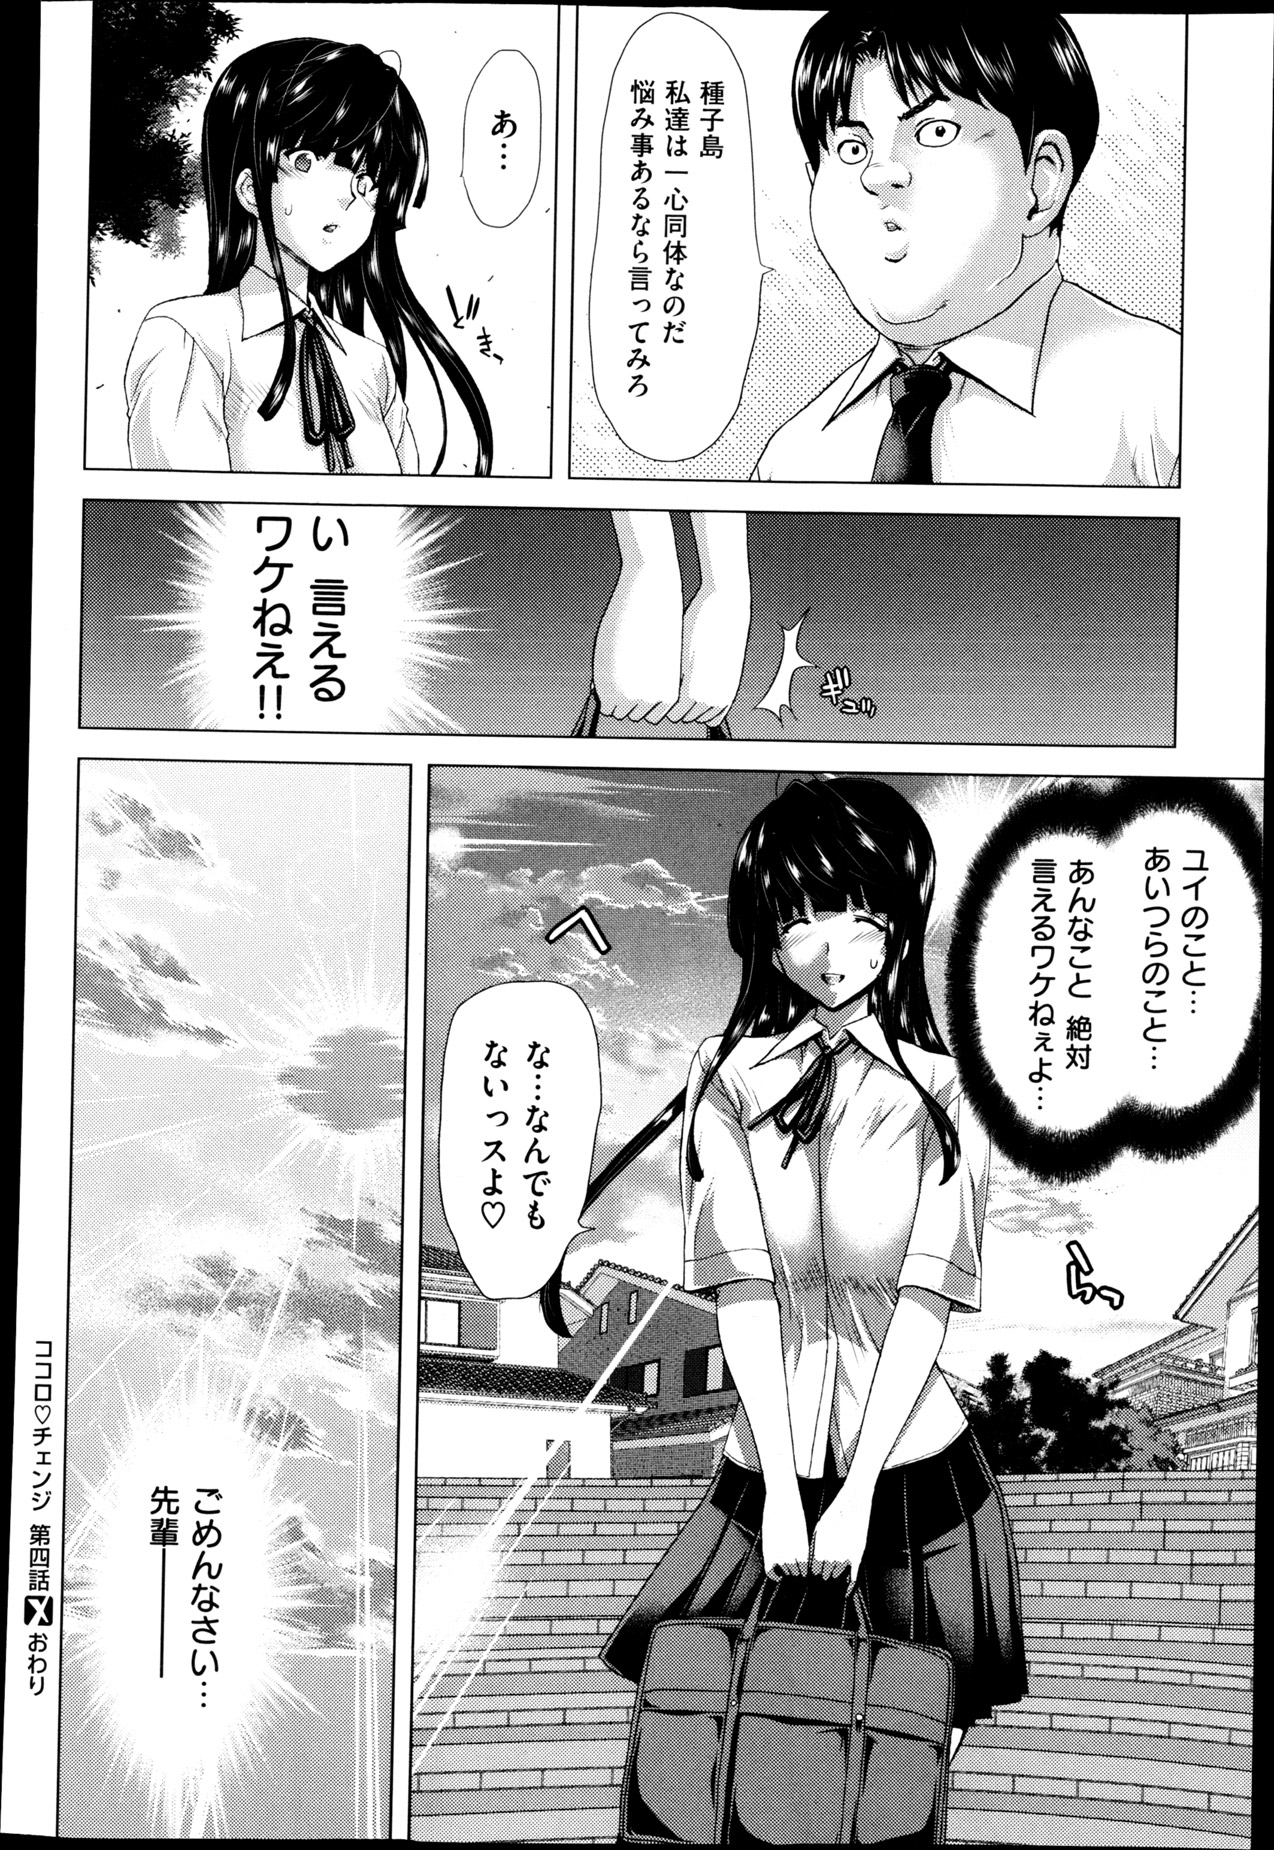 種子島
私達は一心同体なのだ
悩み事あるなら言ってみろ
あ…
どき、
い 言える
ワケねえ!!
ギュッ
ユイのこと…
あいつらのこと…
あんなこと 絶対
言えるワケねぇよ…
へらっ
な…なんでも
ないっスよ♡
ごめんなさい…
先輩――
ココロ♡チェンジ 第四話 X おわり